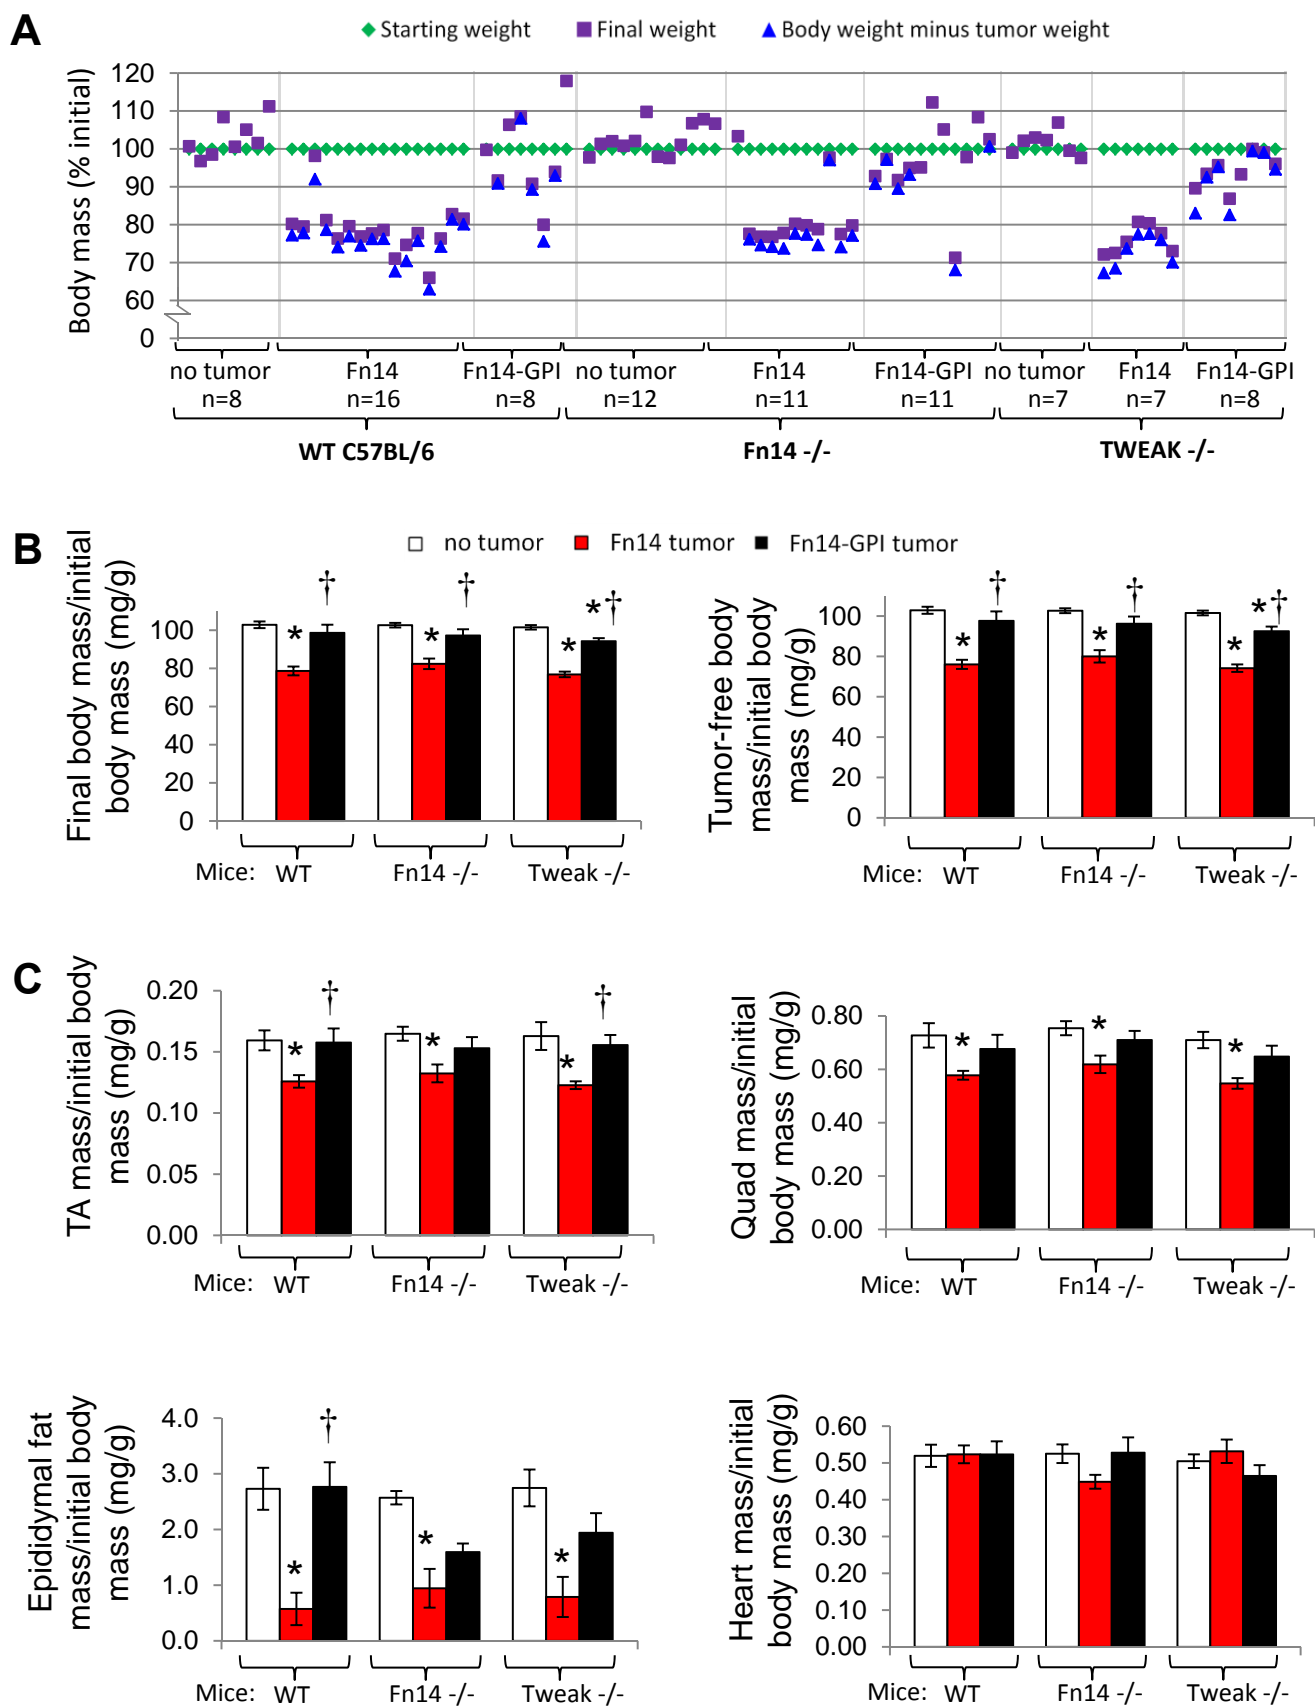 A
Starting weight Final weight Body weight minus tumor weight
Body mass (% initial)
120
110
100
90
80
70
60
0
no tumor Fn14 Fn14-GPI no tumor Fn14 Fn14-GPI no tumor Fn14 Fn14-GPI
n=8 n=16 n=8 n=12 n=11 n=11 n=7 n=7 n=8
WT C57BL/6 Fn14 -/- TWEAK -/-
B
no tumor Fn14 tumor Fn14-GPI tumor
Final body mass/initial
body mass (mg/g)
100
80
60
40
20
0
* † * † * *†
Mice: WT Fn14 -/- Tweak -/-
Tumor-free body
mass/initial body
mass (mg/g)
100
80
60
40
20
0
* † * † * *†
Mice: WT Fn14 -/- Tweak -/-
C
TA mass/initial body
mass (mg/g)
0.20
0.15
0.10
0.05
0.00
* † * * †
Mice: WT Fn14 -/- Tweak -/-
Quad mass/initial
body mass (mg/g)
0.80
0.60
0.40
0.20
0.00
* * *
Mice: WT Fn14 -/- Tweak -/-
Epididymal fat
mass/initial body
mass (mg/g)
4.0
3.0
2.0
1.0
0.0
* † * *
Mice: WT Fn14 -/- Tweak -/-
Heart mass/initial
body mass (mg/g)
0.60
0.50
0.40
0.30
0.20
0.10
0.00
Mice: WT Fn14 -/- Tweak -/-